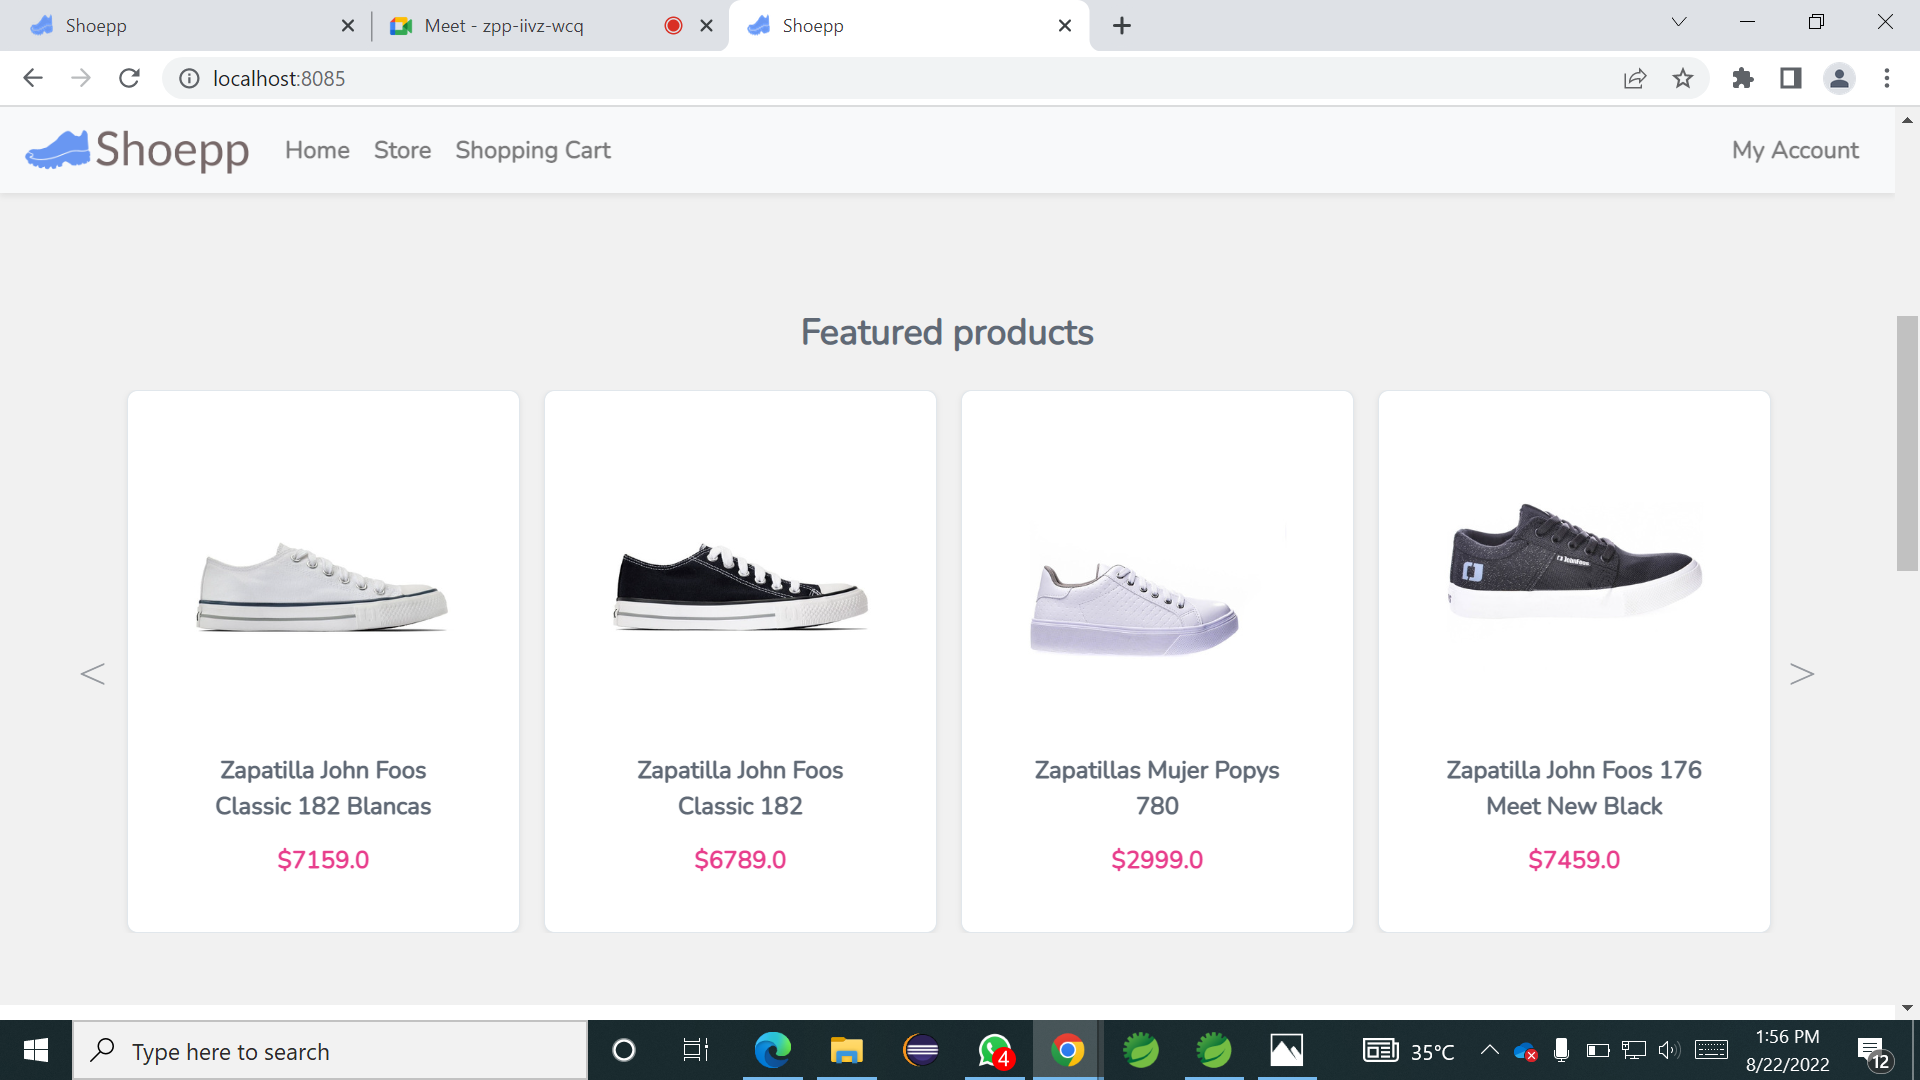 Shoepp
Meet - zpp-iivz-wcq
Shoepp
localhost:8085
Shoepp
Home
Store
Shopping Cart
My Account
Featured products
<
Zapatilla John Foos
Classic 182 Blancas
$7159.0
Zapatilla John Foos
Classic 182
$6789.0
Zapatillas Mujer Popys
780
$2999.0
Zapatilla John Foos 176
Meet New Black
$7459.0
>
Type here to search
4
35°C
1:56 PM
8/22/2022
12